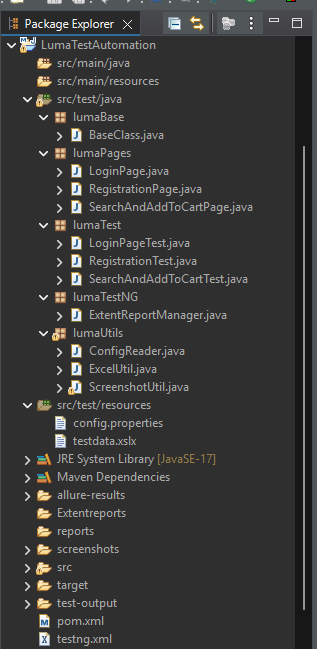 Package Explorer
LumaTestAutomation
src/main/java
src/main/resources
src/test/java
lumaBase
BaseClass.java
lumaPages
LoginPage.java
RegistrationPage.java
SearchAndAddToCartPage.java
lumaTest
LoginPageTest.java
RegistrationTest.java
SearchAndAddToCartTest.java
lumaTestNG
ExtentReportManager.java
lumaUtils
ConfigReader.java
ExcelUtil.java
ScreenshotUtil.java
src/test/resources
config.properties
testdata.xslx
JRE System Library [JavaSE-17]
Maven Dependencies
allure-results
Extentreports
reports
screenshots
src
target
test-output
pom.xml
testng.xml